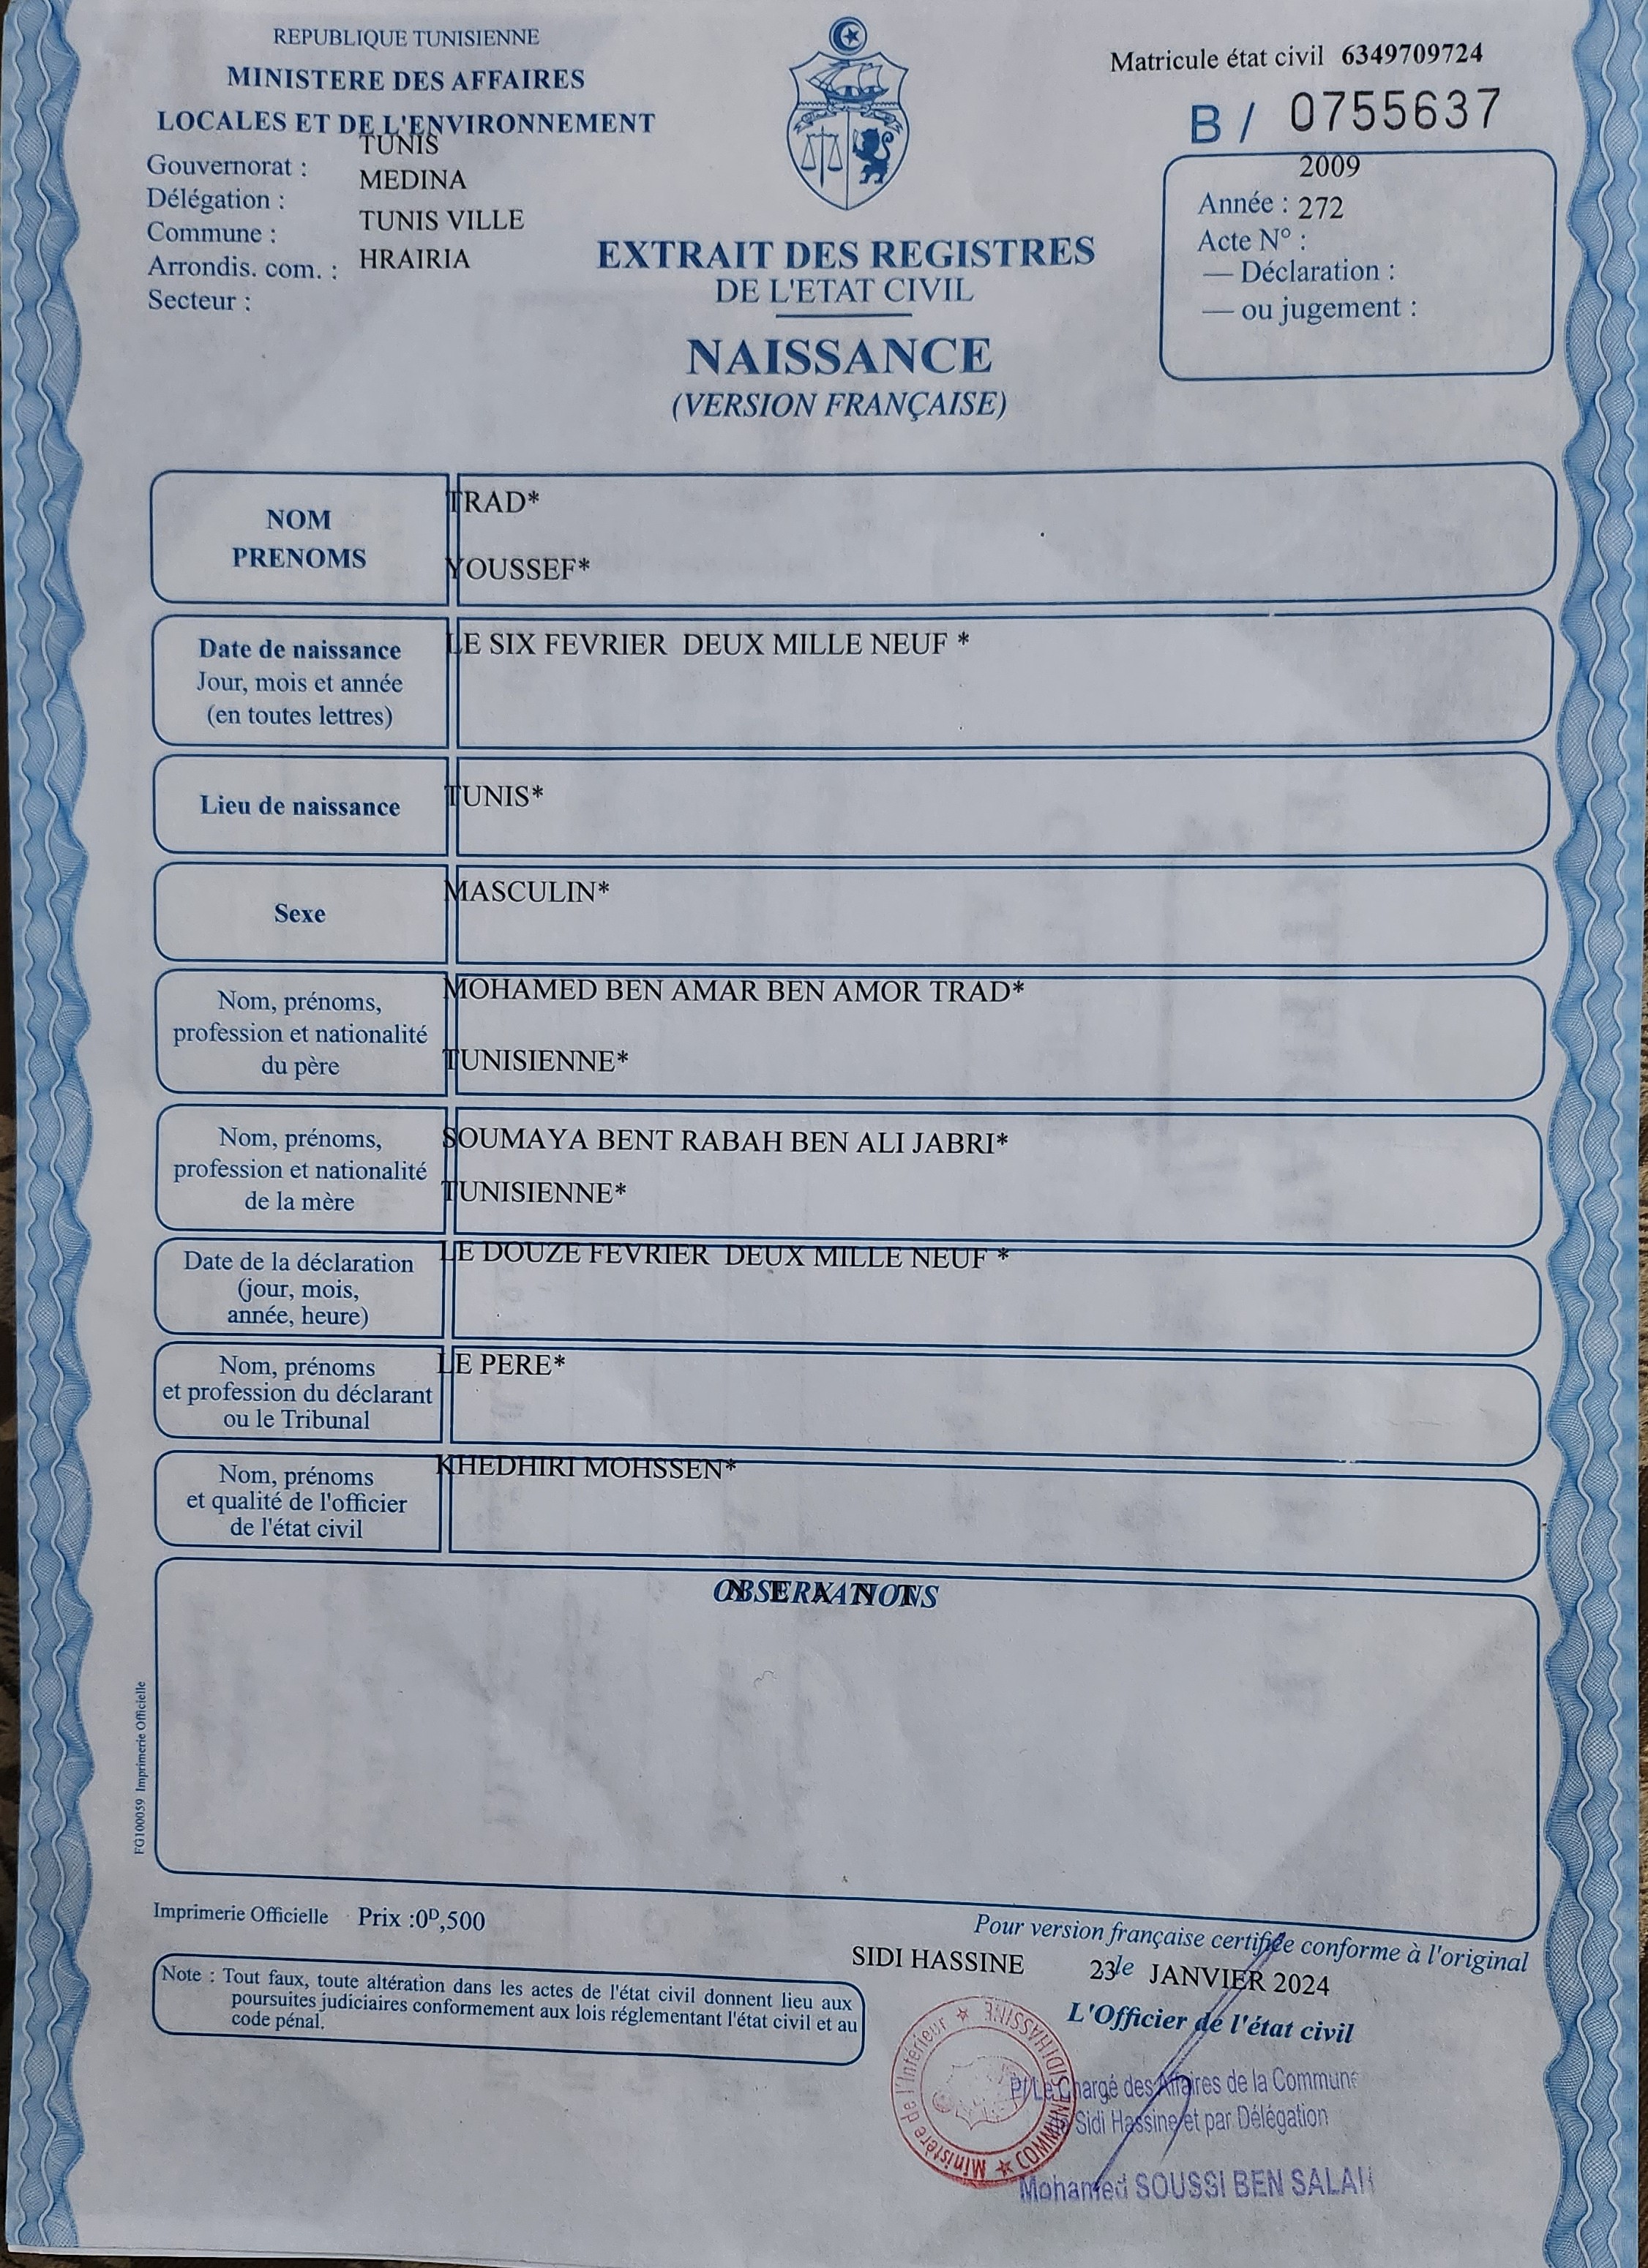 REPUBLIQUE TUNISIENNE
MINISTERE DES AFFAIRES
LOCALES ET DE L'ENVIRONNEMENT
Gouvernorat : TUNIS
Délégation : MEDINA
Commune : TUNIS VILLE
Arrondis. com. : HRAIRIA
Secteur :
Matricule état civil 6349709724
B / 0755637
2009
Année : 272
Acte N° :
— Déclaration :
— ou jugement :
EXTRAIT DES REGISTRES
DE L'ETAT CIVIL
NAISSANCE
(VERSION FRANÇAISE)
NOM
PRENOMS
TRAD*
YOUSSEF*
Date de naissance
Jour, mois et année
(en toutes lettres)
LE SIX FEVRIER DEUX MILLE NEUF *
Lieu de naissance
TUNIS*
Sexe
MASCULIN*
Nom, prénoms,
profession et nationalité
du père
MOHAMED BEN AMAR BEN AMOR TRAD*
TUNISIENNE*
Nom, prénoms,
profession et nationalité
de la mère
SOUMAYA BENT RABAH BEN ALI JABRI*
TUNISIENNE*
Date de la déclaration
(jour, mois,
année, heure)
LE DOUZE FEVRIER DEUX MILLE NEUF *
Nom, prénoms
et profession du déclarant
ou le Tribunal
LE PERE*
Nom, prénoms
et qualité de l'officier
de l'état civil
KHEDHIRI MOHSSEN*
OBSERVATIONS
N E A N T
FG100059 Imprimerie Officielle
Imprimerie Officielle Prix :0ᴰ,500
Note : Tout faux, toute altération dans les actes de l'état civil donnent lieu aux
poursuites judiciaires conformement aux lois réglementant l'état civil et au
code pénal.
Pour version française certifiée conforme à l'original
SIDI HASSINE 23 le JANVIER 2024
L'Officier de l'état civil
P/ Le Chargé des Affaires de la Commune
Sidi Hassine et par Délégation
Mohamed SOUSSI BEN SALAH
Ministère de l'Intérieur ★ COMMUNE SIDI HASSINE ★